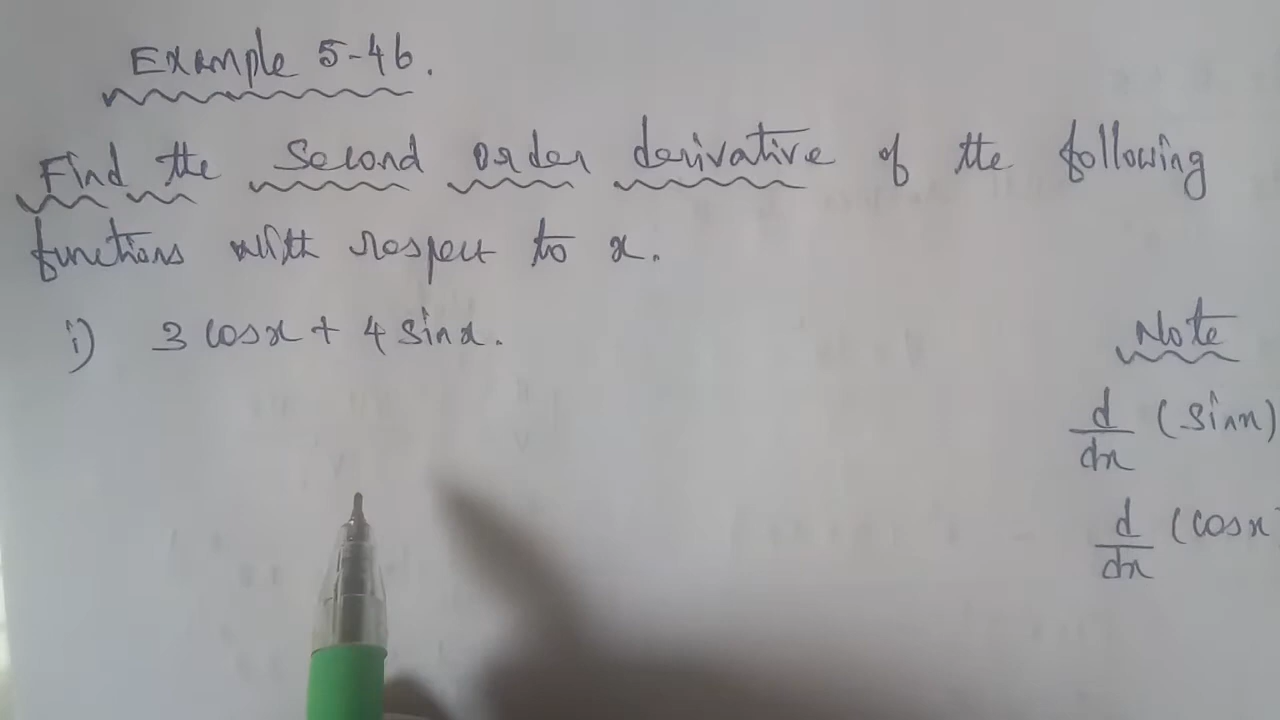 Example 5-46.
Find the Second order derivative of the following
functions with respect to x.
i) 3 cosx + 4 sinx.
Note
d/dx (sinx)
d/dx (cosx